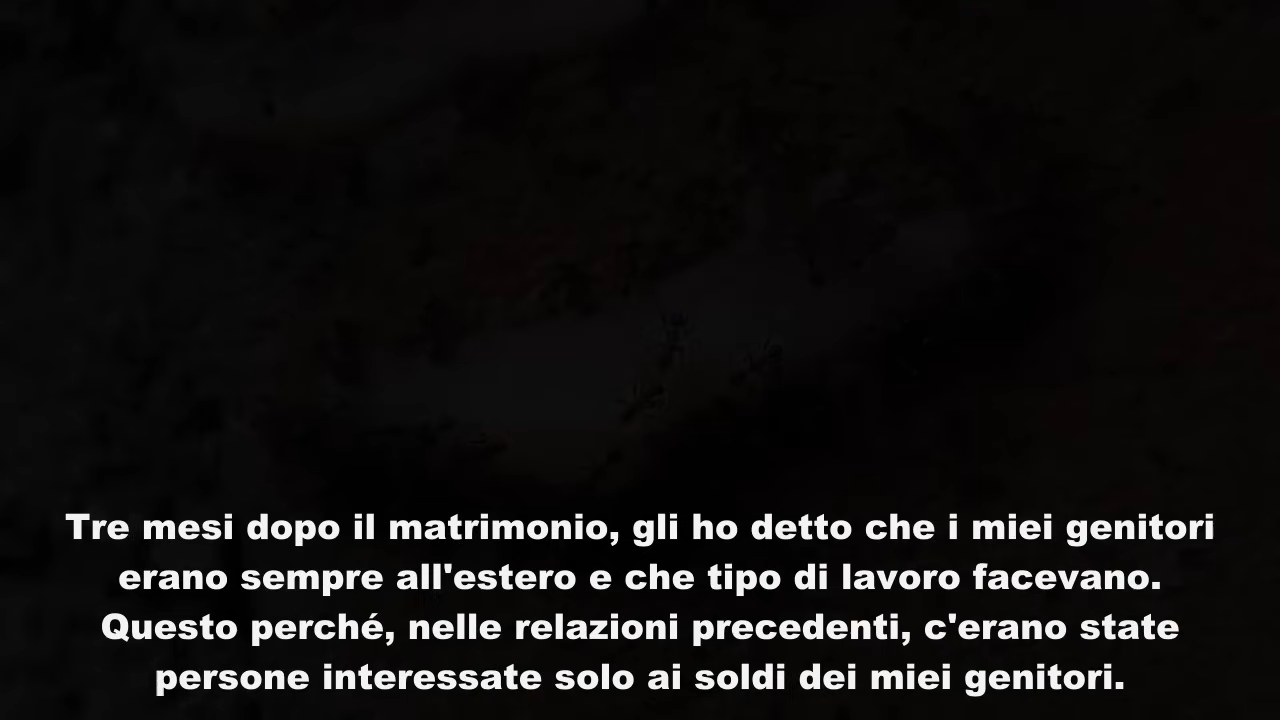 Tre mesi dopo il matrimonio, gli ho detto che i miei genitori
erano sempre all'estero e che tipo di lavoro facevano.
Questo perché, nelle relazioni precedenti, c'erano state
persone interessate solo ai soldi dei miei genitori.